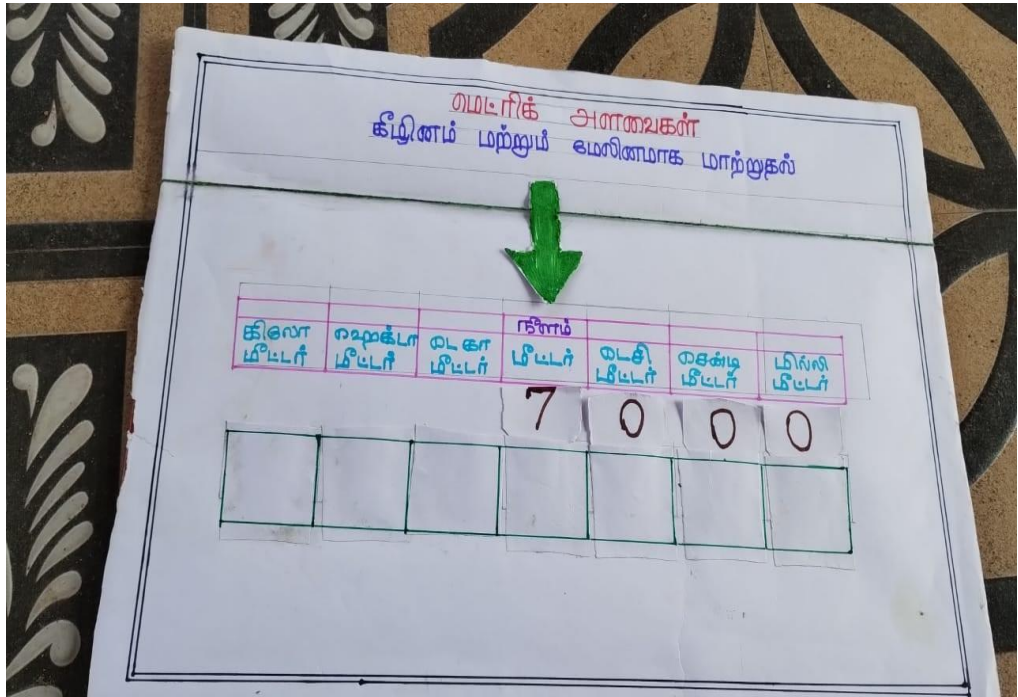 மெட்ரிக் அளவைகள்
கீழினம் மற்றும் மேலினமாக மாற்றுதல்
நீளம்
கிலோ மீட்டர் ஹெக்டா மீட்டர் டெகா மீட்டர் மீட்டர் டெசி மீட்டர் சென்டி மீட்டர் மில்லி மீட்டர்
7 0 0 0